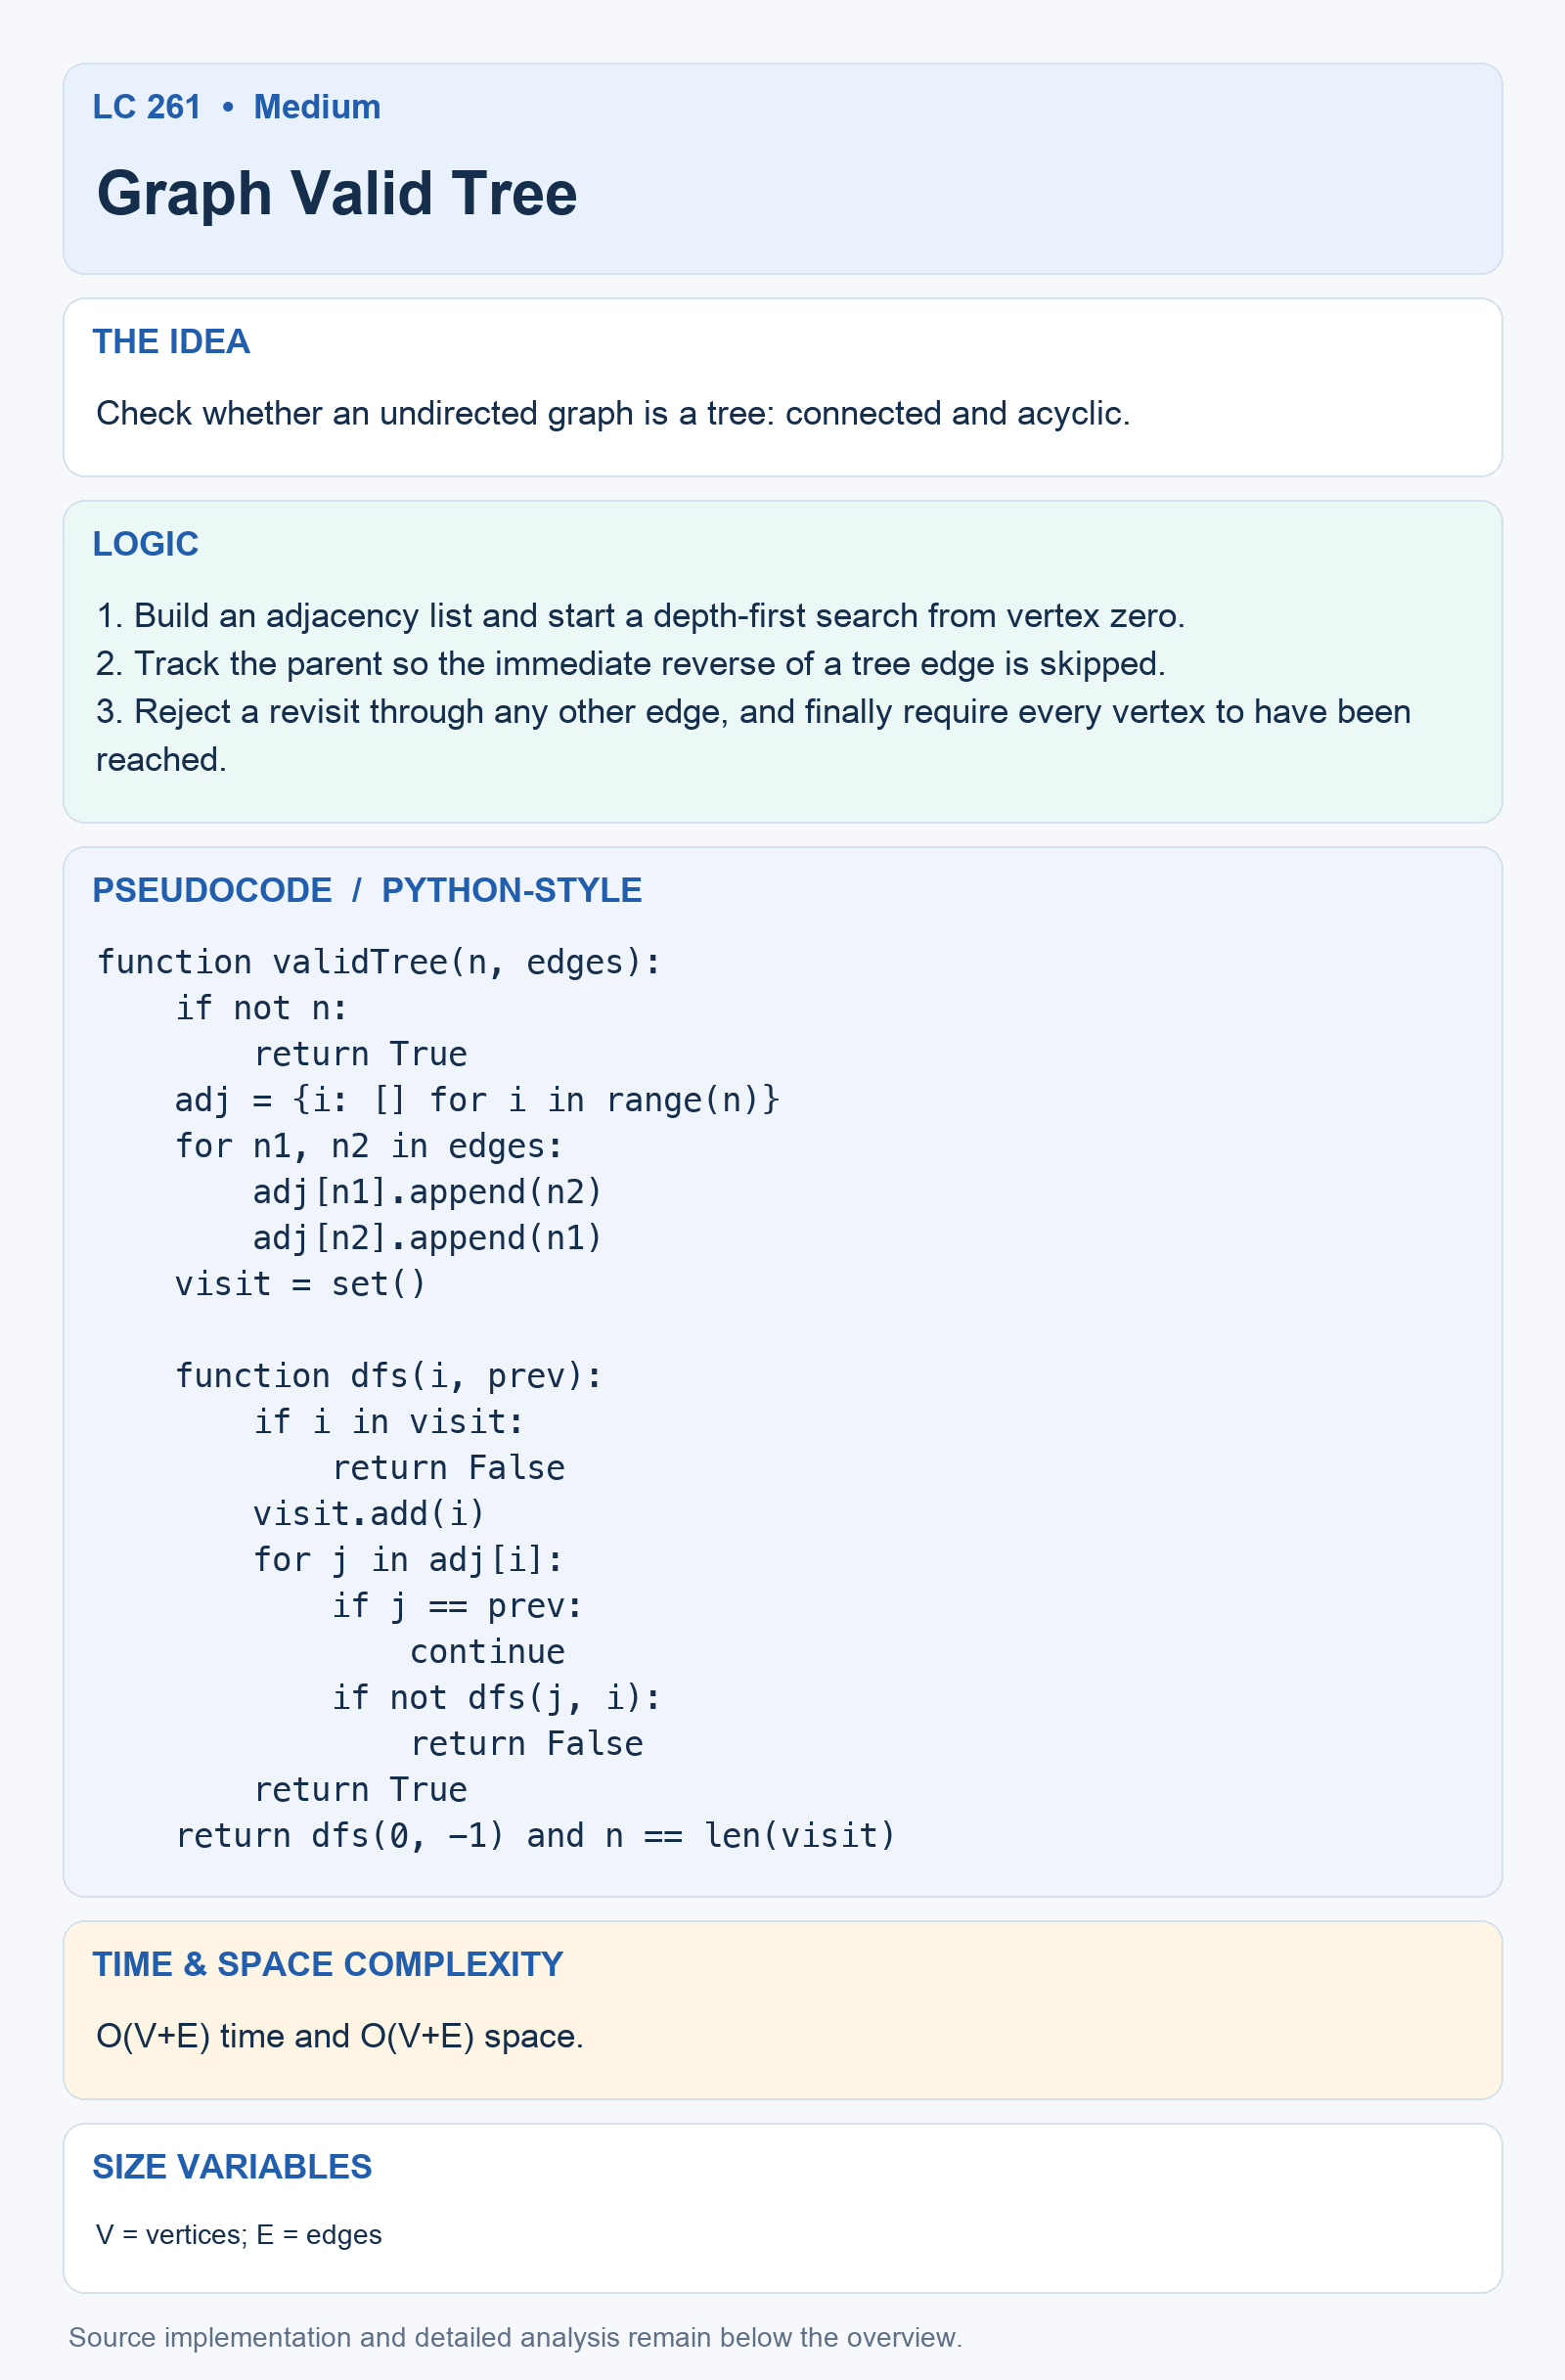 LC 261 • Medium
Graph Valid Tree
THE IDEA
Check whether an undirected graph is a tree: connected and acyclic.
LOGIC
1. Build an adjacency list and start a depth-first search from vertex zero.
2. Track the parent so the immediate reverse of a tree edge is skipped.
3. Reject a revisit through any other edge, and finally require every vertex to have been
reached.
PSEUDOCODE / PYTHON-STYLE
function validTree(n, edges):
    if not n:
        return True
    adj = {i: [] for i in range(n)}
    for n1, n2 in edges:
        adj[n1].append(n2)
        adj[n2].append(n1)
    visit = set()
    function dfs(i, prev):
        if i in visit:
            return False
        visit.add(i)
        for j in adj[i]:
            if j == prev:
                continue
            if not dfs(j, i):
                return False
        return True
    return dfs(0, −1) and n == len(visit)
TIME & SPACE COMPLEXITY
O(V+E) time and O(V+E) space.
SIZE VARIABLES
V = vertices; E = edges
Source implementation and detailed analysis remain below the overview.